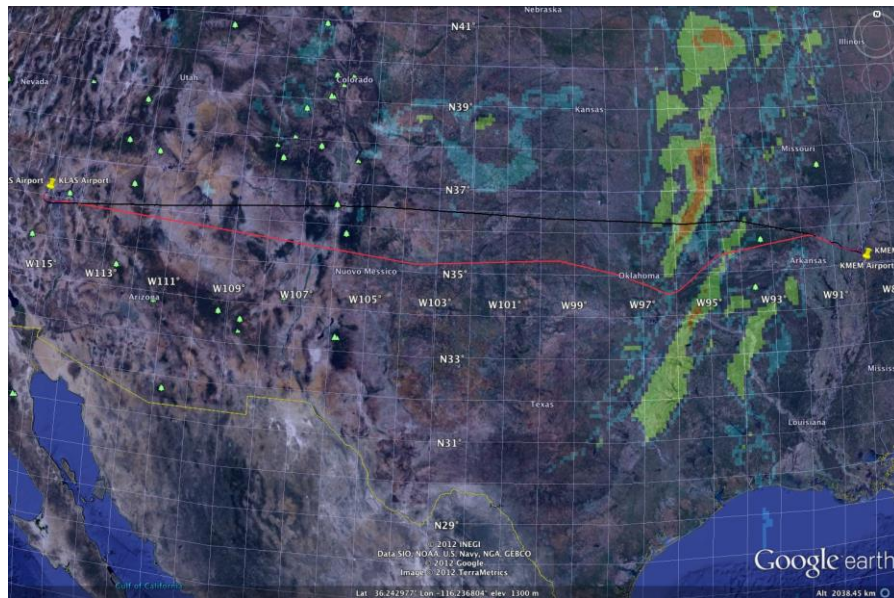 Nebraska
N41°
Illinois
Nevada
Utah
Colorado
N39°
Kansas
Missouri
N37°
S Airport
KLAS Airport
KMEM
KMEM Airport
Arkansas
W115°
W113°
W111°
W109°
W107°
W105°
W103°
W101°
W99°
W97°
W95°
W93°
W91°
W8
Nuovo Messico
N35°
Oklahoma
Arizona
N33°
Mississ
Texas
Louisiana
N31°
N29°
© 2012 INEGI
Data SIO, NOAA, U.S. Navy, NGA, GEBCO
© 2012 Google
Image © 2012 TerraMetrics
Google earth
Gulf of California
Lat 36.242977° Lon -116.236804° elev 1300 m
Alt 2038.45 km
N